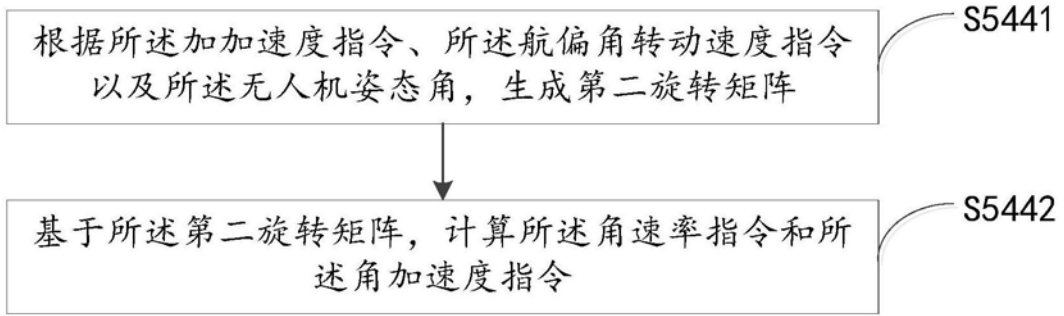 根据所述加加速度指令、所述航偏角转动速度指令
以及所述无人机姿态角，生成第二旋转矩阵
S5441
基于所述第二旋转矩阵，计算所述角速率指令和所
述角加速度指令
S5442